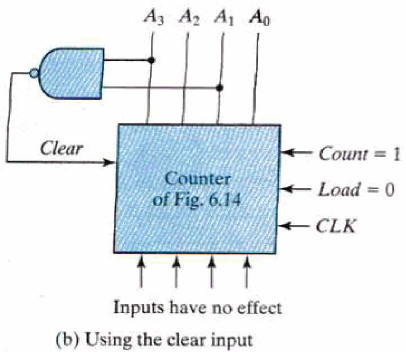 A3 A2 A1 A0
Clear
Count = 1
Counter
of Fig. 6.14
Load = 0
CLK
Inputs have no effect
(b) Using the clear input